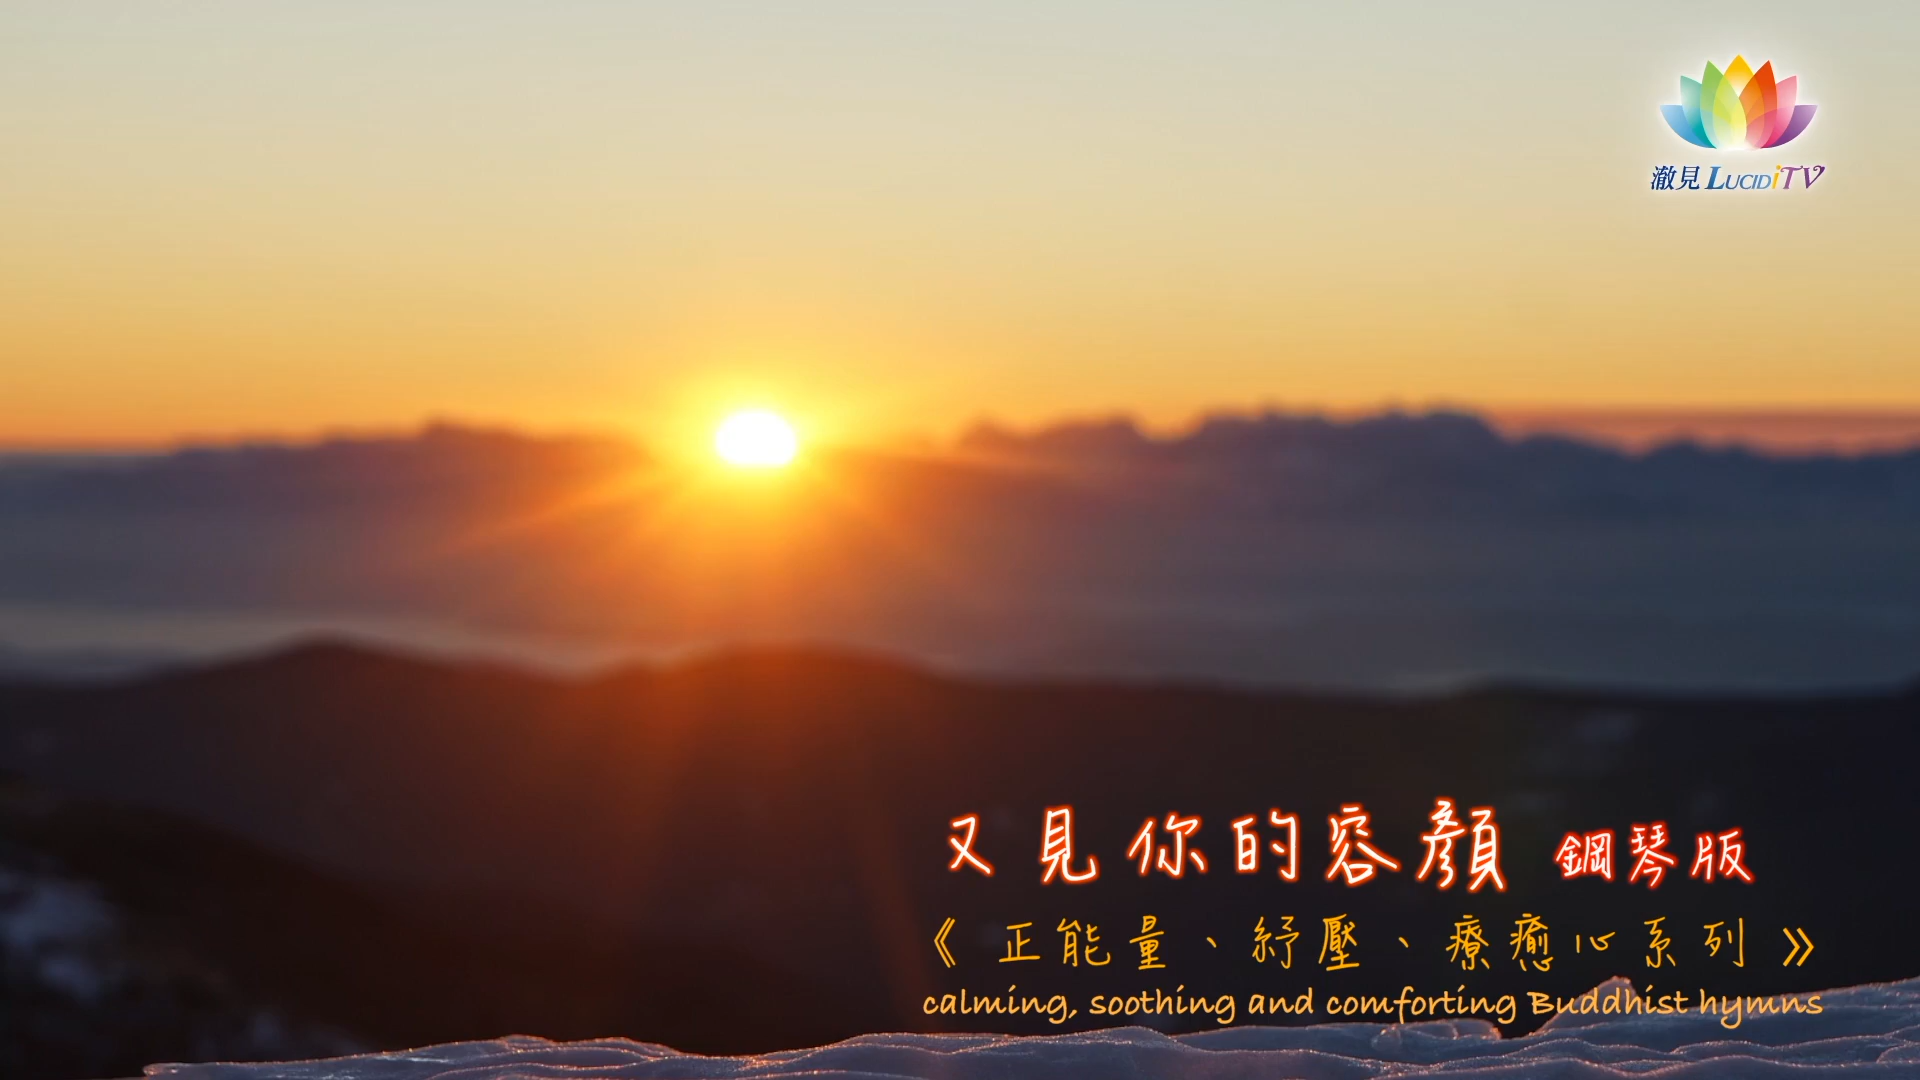 澈見 LUCIDiTV
又見你的容顏 鋼琴版
《正能量、紓壓、療癒心系列》
calming, soothing and comforting Buddhist hymns